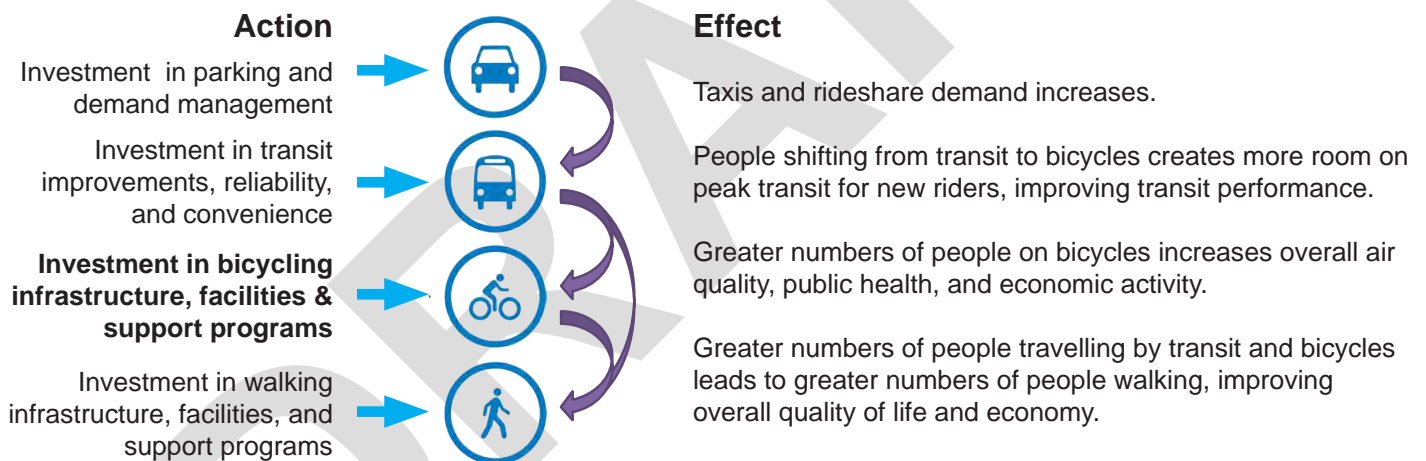 Action
Investment in parking and
demand management
Investment in transit
improvements, reliability,
and convenience
Investment in bicycling
infrastructure, facilities &
support programs
Investment in walking
infrastructure, facilities, and
support programs
Effect
Taxis and rideshare demand increases.
People shifting from transit to bicycles creates more room on
peak transit for new riders, improving transit performance.
Greater numbers of people on bicycles increases overall air
quality, public health, and economic activity.
Greater numbers of people travelling by transit and bicycles
leads to greater numbers of people walking, improving
overall quality of life and economy.